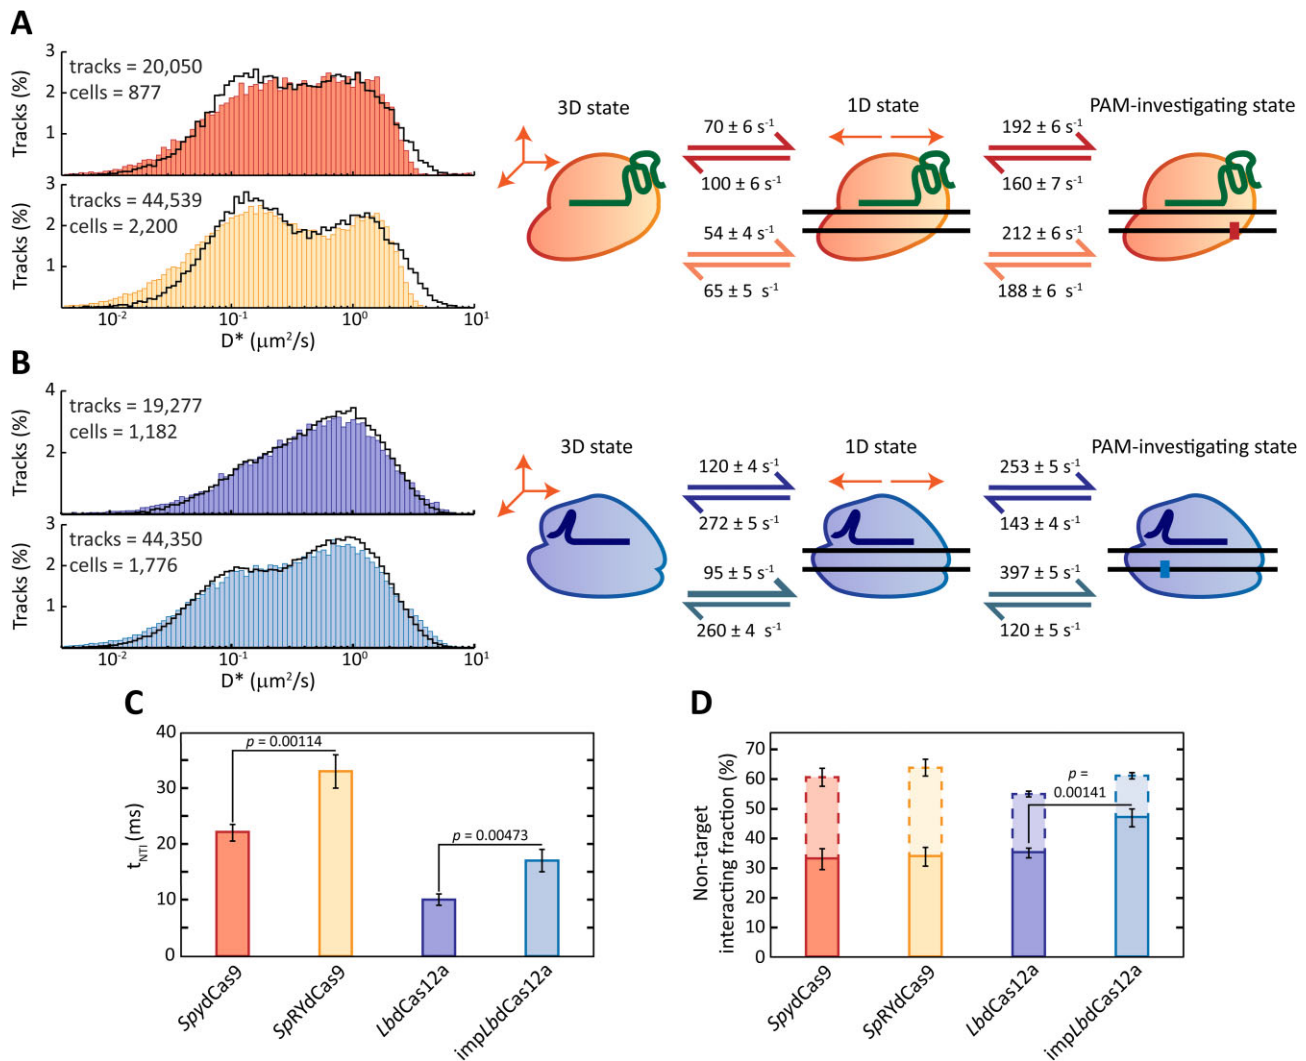 A
3
2
1
Tracks (%)
tracks = 20,050
cells = 877
3
2
1
Tracks (%)
tracks = 44,539
cells = 2,200
10⁻²
10⁻¹
10⁰
10¹
D* (μm²/s)
3D state
1D state
PAM-investigating state
70 ± 6 s⁻¹
100 ± 6 s⁻¹
192 ± 6 s⁻¹
160 ± 7 s⁻¹
54 ± 4 s⁻¹
65 ± 5 s⁻¹
212 ± 6 s⁻¹
188 ± 6 s⁻¹
B
4
2
Tracks (%)
tracks = 19,277
cells = 1,182
3
2
1
Tracks (%)
tracks = 44,350
cells = 1,776
10⁻²
10⁻¹
10⁰
10¹
D* (μm²/s)
3D state
1D state
PAM-investigating state
120 ± 4 s⁻¹
272 ± 5 s⁻¹
253 ± 5 s⁻¹
143 ± 4 s⁻¹
95 ± 5 s⁻¹
260 ± 4 s⁻¹
397 ± 5 s⁻¹
120 ± 5 s⁻¹
C
40
30
20
10
0
t_NTI (ms)
p = 0.00114
p = 0.00473
SpydCas9
SpRYdCas9
LbdCas12a
impLbdCas12a
D
70
60
50
40
30
20
10
0
Non-target
interacting fraction (%)
p =
0.00141
SpydCas9
SpRYdCas9
LbdCas12a
impLbdCas12a